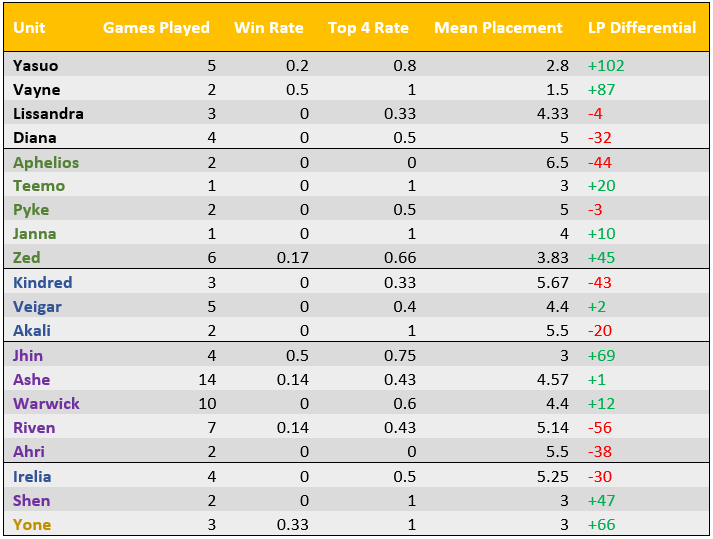 Unit Games Played Win Rate Top 4 Rate Mean Placement LP Differential
Yasuo 5 0.2 0.8 2.8 +102
Vayne 2 0.5 1 1.5 +87
Lissandra 3 0 0.33 4.33 -4
Diana 4 0 0.5 5 -32
Aphelios 2 0 0 6.5 -44
Teemo 1 0 1 3 +20
Pyke 2 0 0.5 5 -3
Janna 1 0 1 4 +10
Zed 6 0.17 0.66 3.83 +45
Kindred 3 0 0.33 5.67 -43
Veigar 5 0 0.4 4.4 +2
Akali 2 0 1 5.5 -20
Jhin 4 0.5 0.75 3 +69
Ashe 14 0.14 0.43 4.57 +1
Warwick 10 0 0.6 4.4 +12
Riven 7 0.14 0.43 5.14 -56
Ahri 2 0 0 5.5 -38
Irelia 4 0 0.5 5.25 -30
Shen 2 0 1 3 +47
Yone 3 0.33 1 3 +66